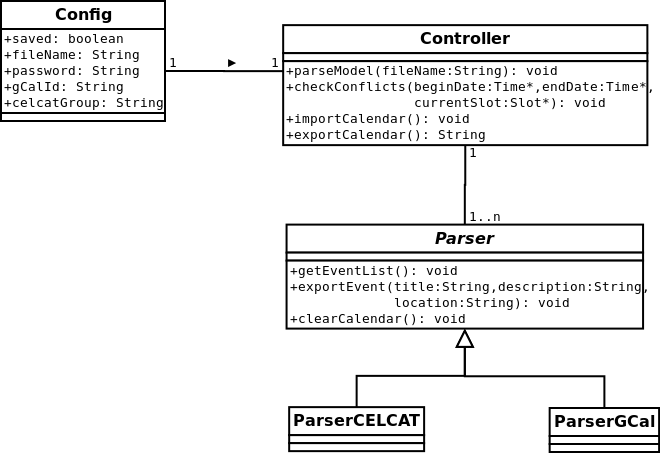 Config
+saved: boolean
+fileName: String
+password: String
+gCalId: String
+celcatGroup: String
1
1
Controller
+parseModel(fileName:String): void
+checkConflicts(beginDate:Time*,endDate:Time*,
currentSlot:Slot*): void
+importCalendar(): void
+exportCalendar(): String
1
1..n
Parser
+getEventList(): void
+exportEvent(title:String,description:String,
location:String): void
+clearCalendar(): void
ParserCELCAT
ParserGCal